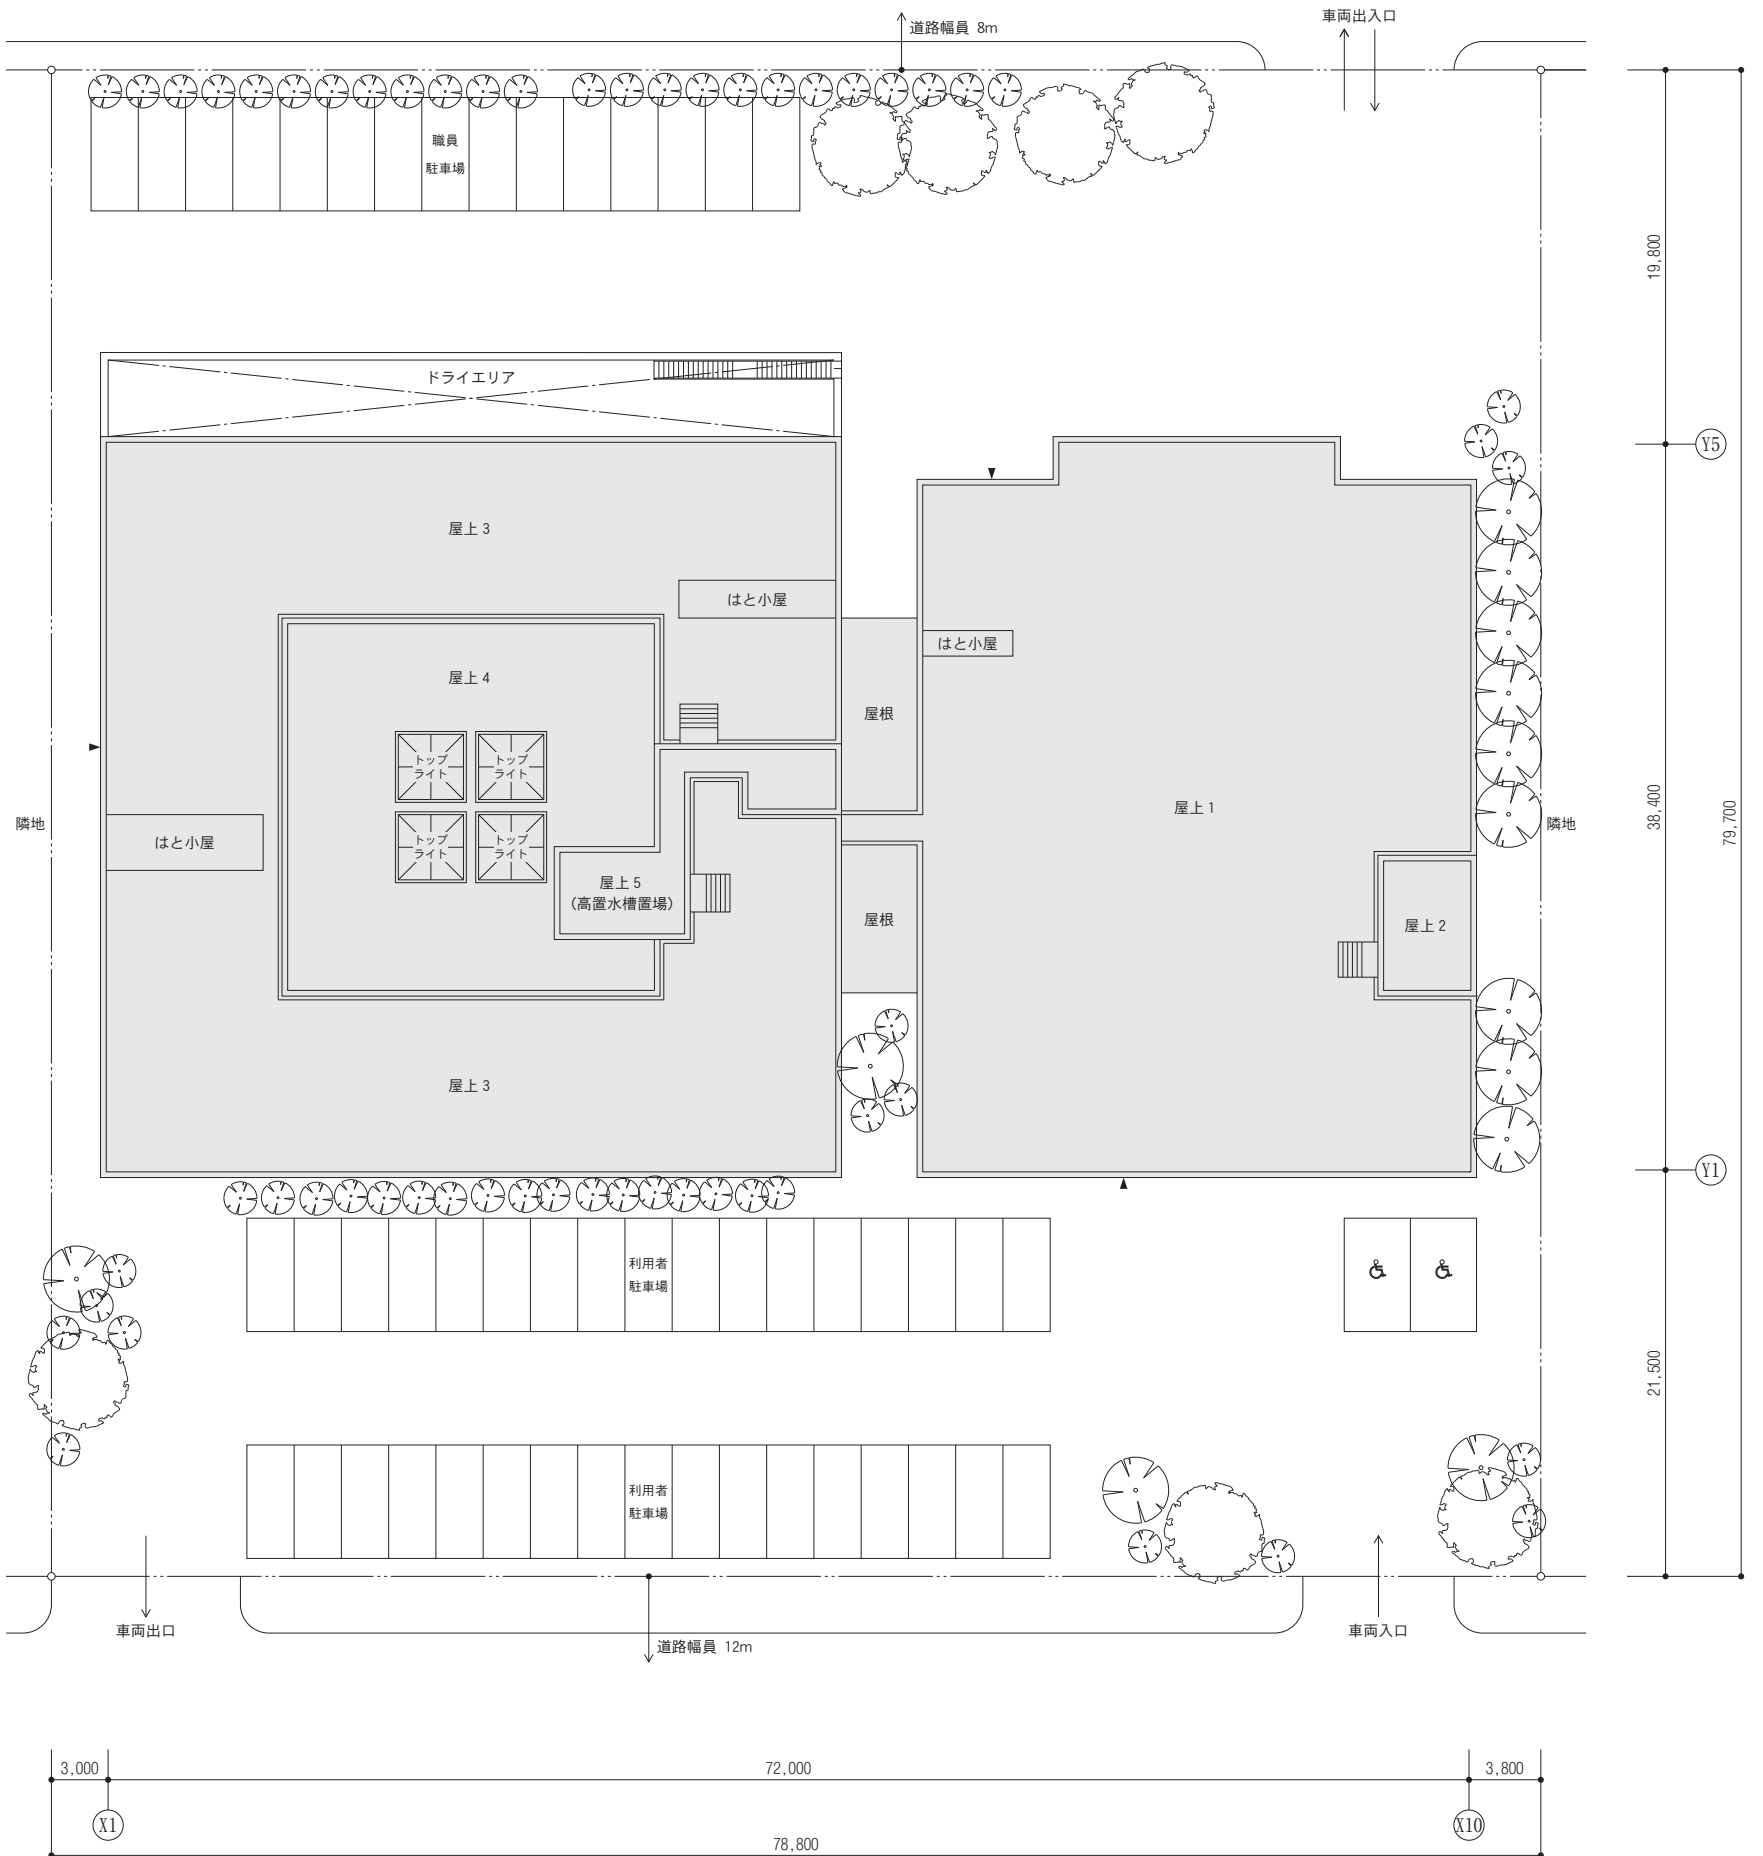 車両出入口
道路幅員 8m
職員
駐車場
19,800
ドライエリア
Y5
屋上 3
はと小屋
はと小屋
屋上 4
屋根
トップ
ライト
トップ
ライト
屋上 1
隣地
隣地
38,400
79,700
はと小屋
トップ
ライト
トップ
ライト
屋上 5
(高置水槽置場)
屋根
屋上 2
屋上 3
Y1
利用者
駐車場
21,500
利用者
駐車場
車両出口
車両入口
道路幅員 12m
3,000
72,000
3,800
X1
X10
78,800